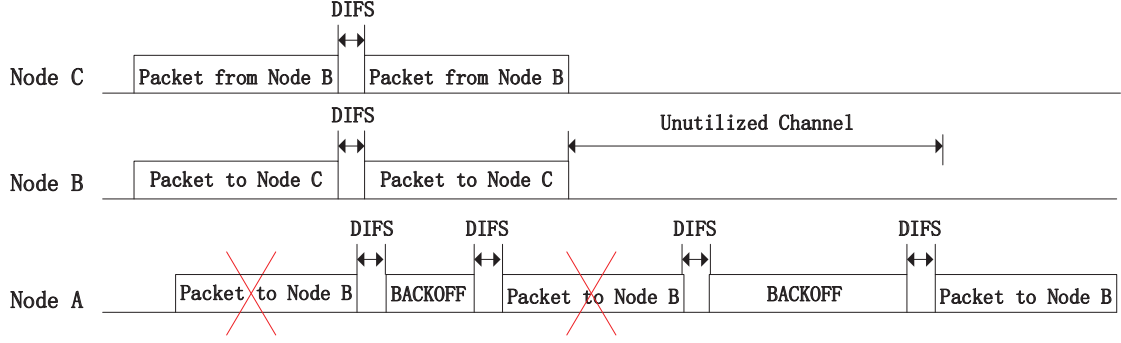 DIFS
Node C
Packet from Node B
Packet from Node B
DIFS
Unutilized Channel
Node B
Packet to Node C
Packet to Node C
DIFS
DIFS
DIFS
DIFS
Node A
Packet to Node B
BACKOFF
Packet to Node B
BACKOFF
Packet to Node B